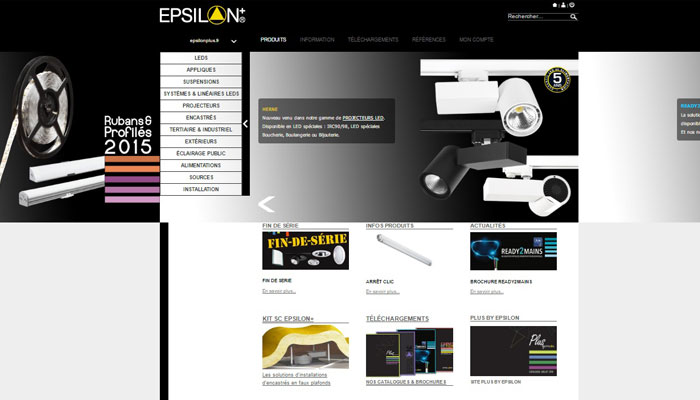 EPSILON+®
Rechercher...
epsilonplus.fr
PRODUITS INFORMATION TÉLÉCHARGEMENTS RÉFÉRENCES MON COMPTE
LEDS
APPLIQUES
SUSPENSIONS
SYSTÈMES & LINÉAIRES LEDS
PROJECTEURS
ENCASTRÉS
TERTIAIRE & INDUSTRIEL
EXTÉRIEURS
ÉCLAIRAGE PUBLIC
ALIMENTATIONS
SOURCES
INSTALLATION
Rubans &
Profilés
2015
Nouveau venu dans notre gamme de PROJECTEURS LED.
Disponible en LED spéciales : IRC90/98, LED spéciales
Boucherie, Boulangerie ou Bijouterie.
5
ANS
READY2
La soluti
Et nos su
FIN DE SÉRIE
FIN-DE-SÉRIE
FIN DE SERIE
En savoir plus...
INFOS PRODUITS
ARRÊT CLIC
En savoir plus...
ACTUALITÉS
READY2MAINS
BROCHURE READY2MAINS
En savoir plus...
KIT SC EPSILON+
Les solutions d'installations
d'encastrés en faux plafonds
TÉLÉCHARGEMENTS
NOS CATALOGUES & BROCHURES
PLUS BY EPSILON
Plus
SITE PLUS BY EPSILON